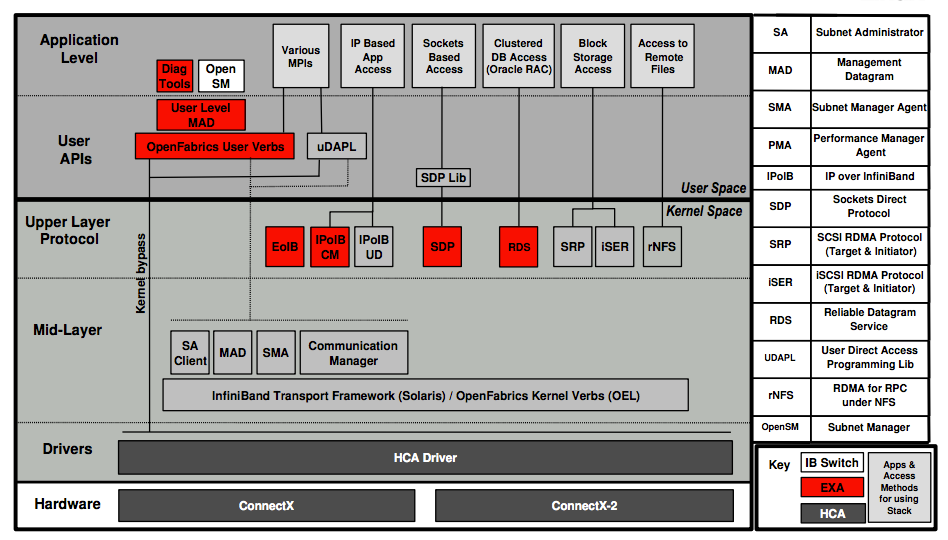 Application
Level
Diag
Tools
Open
SM
Various
MPIs
IP Based
App
Access
Sockets
Based
Access
Clustered
DB Access
(Oracle RAC)
Block
Storage
Access
Access to
Remote
Files
User
APIs
User Level
MAD
OpenFabrics User Verbs
uDAPL
SDP Lib
User Space
Kernel Space
Upper Layer
Protocol
Kernel bypass
EoIB
IPoIB
CM
IPoIB
UD
SDP
RDS
SRP
iSER
rNFS
Mid-Layer
SA
Client
MAD
SMA
Communication
Manager
InfiniBand Transport Framework (Solaris) / OpenFabrics Kernel Verbs (OEL)
Drivers
HCA Driver
Hardware
ConnectX
ConnectX-2
SA
Subnet Administrator
MAD
Management
Datagram
SMA
Subnet Manager Agent
PMA
Performance Manager
Agent
IPoIB
IP over InfiniBand
SDP
Sockets Direct
Protocol
SRP
SCSI RDMA Protocol
(Target & Initiator)
iSER
iSCSI RDMA Protocol
(Target & Initiator)
RDS
Reliable Datagram
Service
UDAPL
User Direct Access
Programming Lib
rNFS
RDMA for RPC
under NFS
OpenSM
Subnet Manager
Key
IB Switch
EXA
HCA
Apps &
Access
Methods
for using
Stack